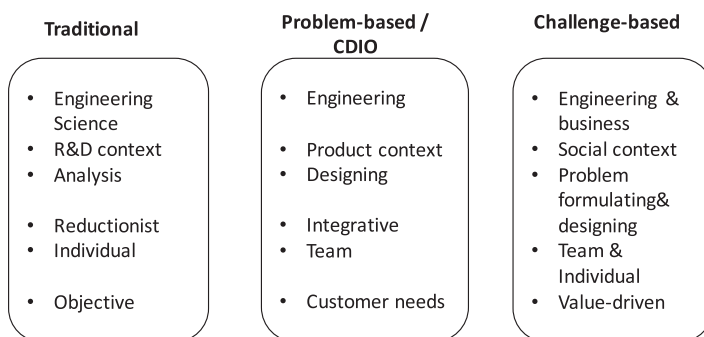 Traditional
• Engineering
Science
• R&D context
• Analysis
• Reductionist
• Individual
• Objective
Problem-based /
CDIO
• Engineering
• Product context
• Designing
• Integrative
• Team
• Customer needs
Challenge-based
• Engineering &
business
• Social context
• Problem
formulating&
designing
• Team &
Individual
• Value-driven